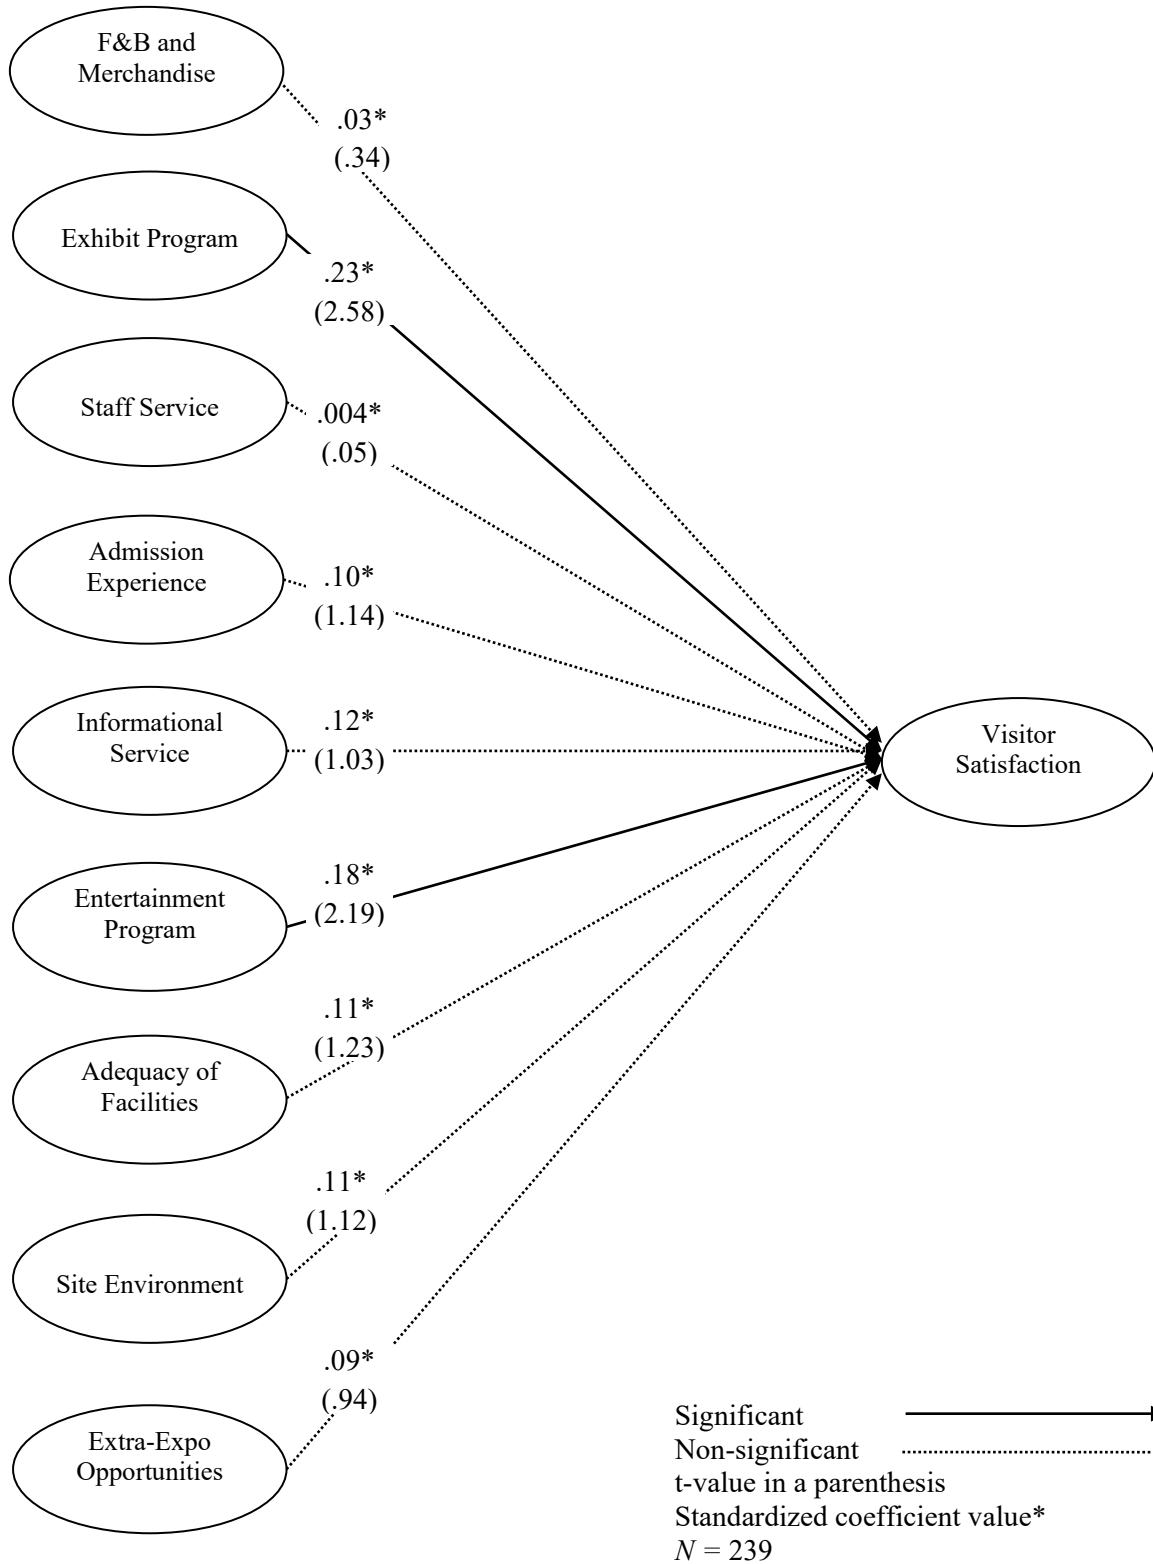 F&B and
Merchandise
.03*
(.34)
Exhibit Program
.23*
(2.58)
Staff Service
.004*
(.05)
Admission
Experience
.10*
(1.14)
Informational
Service
.12*
(1.03)
Visitor
Satisfaction
Entertainment
Program
.18*
(2.19)
Adequacy of
Facilities
.11*
(1.23)
Site Environment
.11*
(1.12)
Extra-Expo
Opportunities
.09*
(.94)
Significant
Non-significant
t-value in a parenthesis
Standardized coefficient value*
N = 239